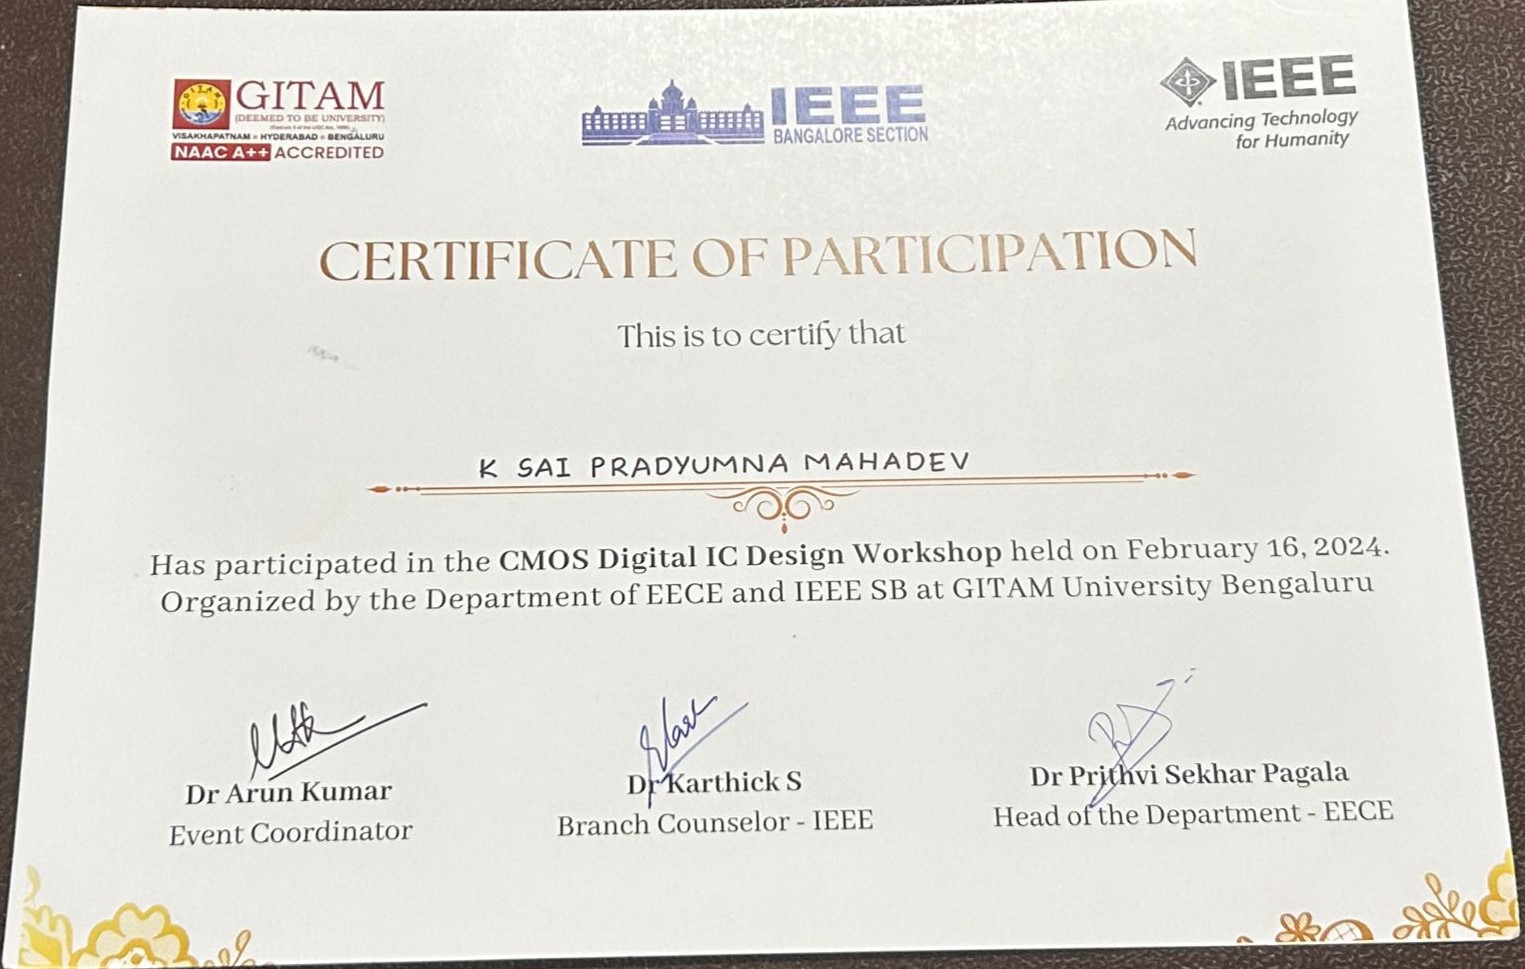 GITAM
(DEEMED TO BE UNIVERSITY)
VISAKHAPATNAM • HYDERABAD • BENGALURU
NAAC A++ ACCREDITED
IEEE
BANGALORE SECTION
IEEE
Advancing Technology
for Humanity
CERTIFICATE OF PARTICIPATION
This is to certify that
K SAI PRADYUMNA MAHADEV
Has participated in the CMOS Digital IC Design Workshop held on February 16, 2024.
Organized by the Department of EECE and IEEE SB at GITAM University Bengaluru
Dr Arun Kumar
Event Coordinator
Dr Karthick S
Branch Counselor - IEEE
Dr Prithvi Sekhar Pagala
Head of the Department - EECE